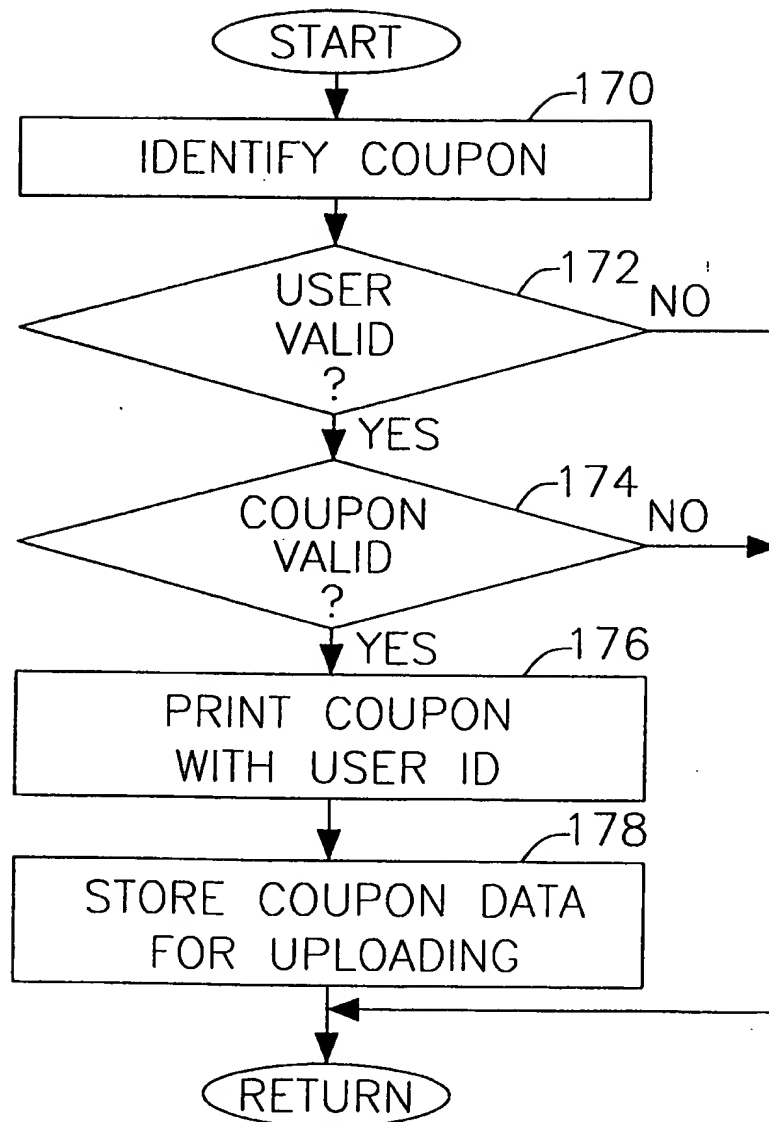 START
170
IDENTIFY COUPON
172
USER
VALID
?
NO
YES
174
COUPON
VALID
?
NO
YES
176
PRINT COUPON
WITH USER ID
178
STORE COUPON DATA
FOR UPLOADING
RETURN